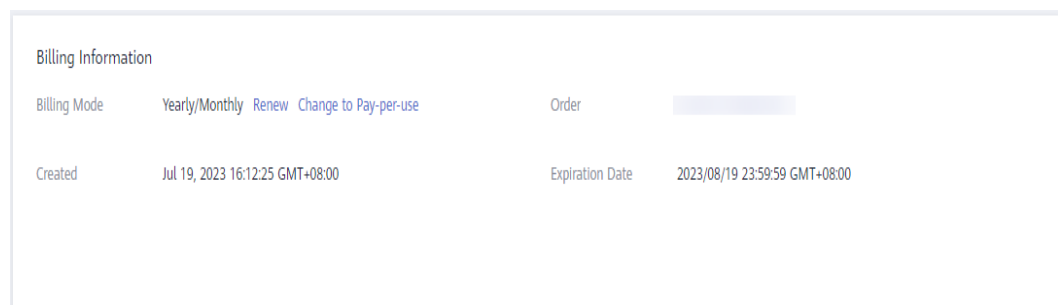 Billing Information
Billing Mode Yearly/Monthly Renew Change to Pay-per-use Order
Created Jul 19, 2023 16:12:25 GMT+08:00 Expiration Date 2023/08/19 23:59:59 GMT+08:00